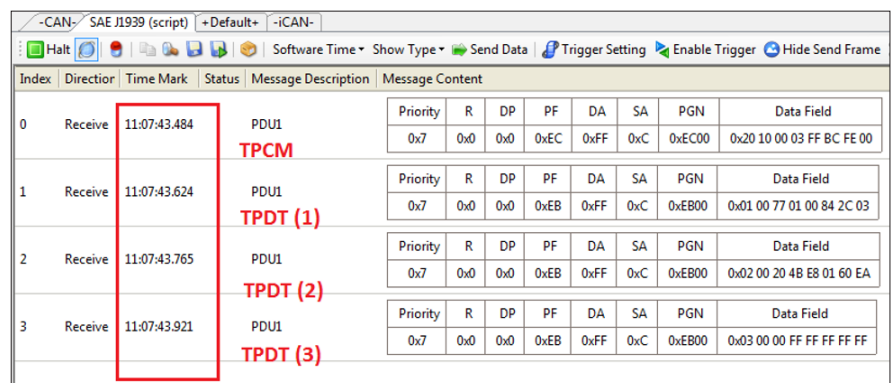 -CAN- SAE J1939 (script) +Default+ -iCAN-
Halt Software Time Show Type Send Data Trigger Setting Enable Trigger Hide Send Frame
Index Direction Time Mark Status Message Description Message Content
Priority R DP PF DA SA PGN Data Field
0 Receive 11:07:43.484 PDU1
0x7 0x0 0x0 0xEC 0xFF 0xC 0xEC00 0x20 10 00 03 FF BC FE 00
TPCM
Priority R DP PF DA SA PGN Data Field
1 Receive 11:07:43.624 PDU1
0x7 0x0 0x0 0xEB 0xFF 0xC 0xEB00 0x01 00 77 01 00 84 2C 03
TPDT (1)
Priority R DP PF DA SA PGN Data Field
2 Receive 11:07:43.765 PDU1
0x7 0x0 0x0 0xEB 0xFF 0xC 0xEB00 0x02 00 20 4B E8 01 60 EA
TPDT (2)
Priority R DP PF DA SA PGN Data Field
3 Receive 11:07:43.921 PDU1
0x7 0x0 0x0 0xEB 0xFF 0xC 0xEB00 0x03 00 00 FF FF FF FF FF
TPDT (3)